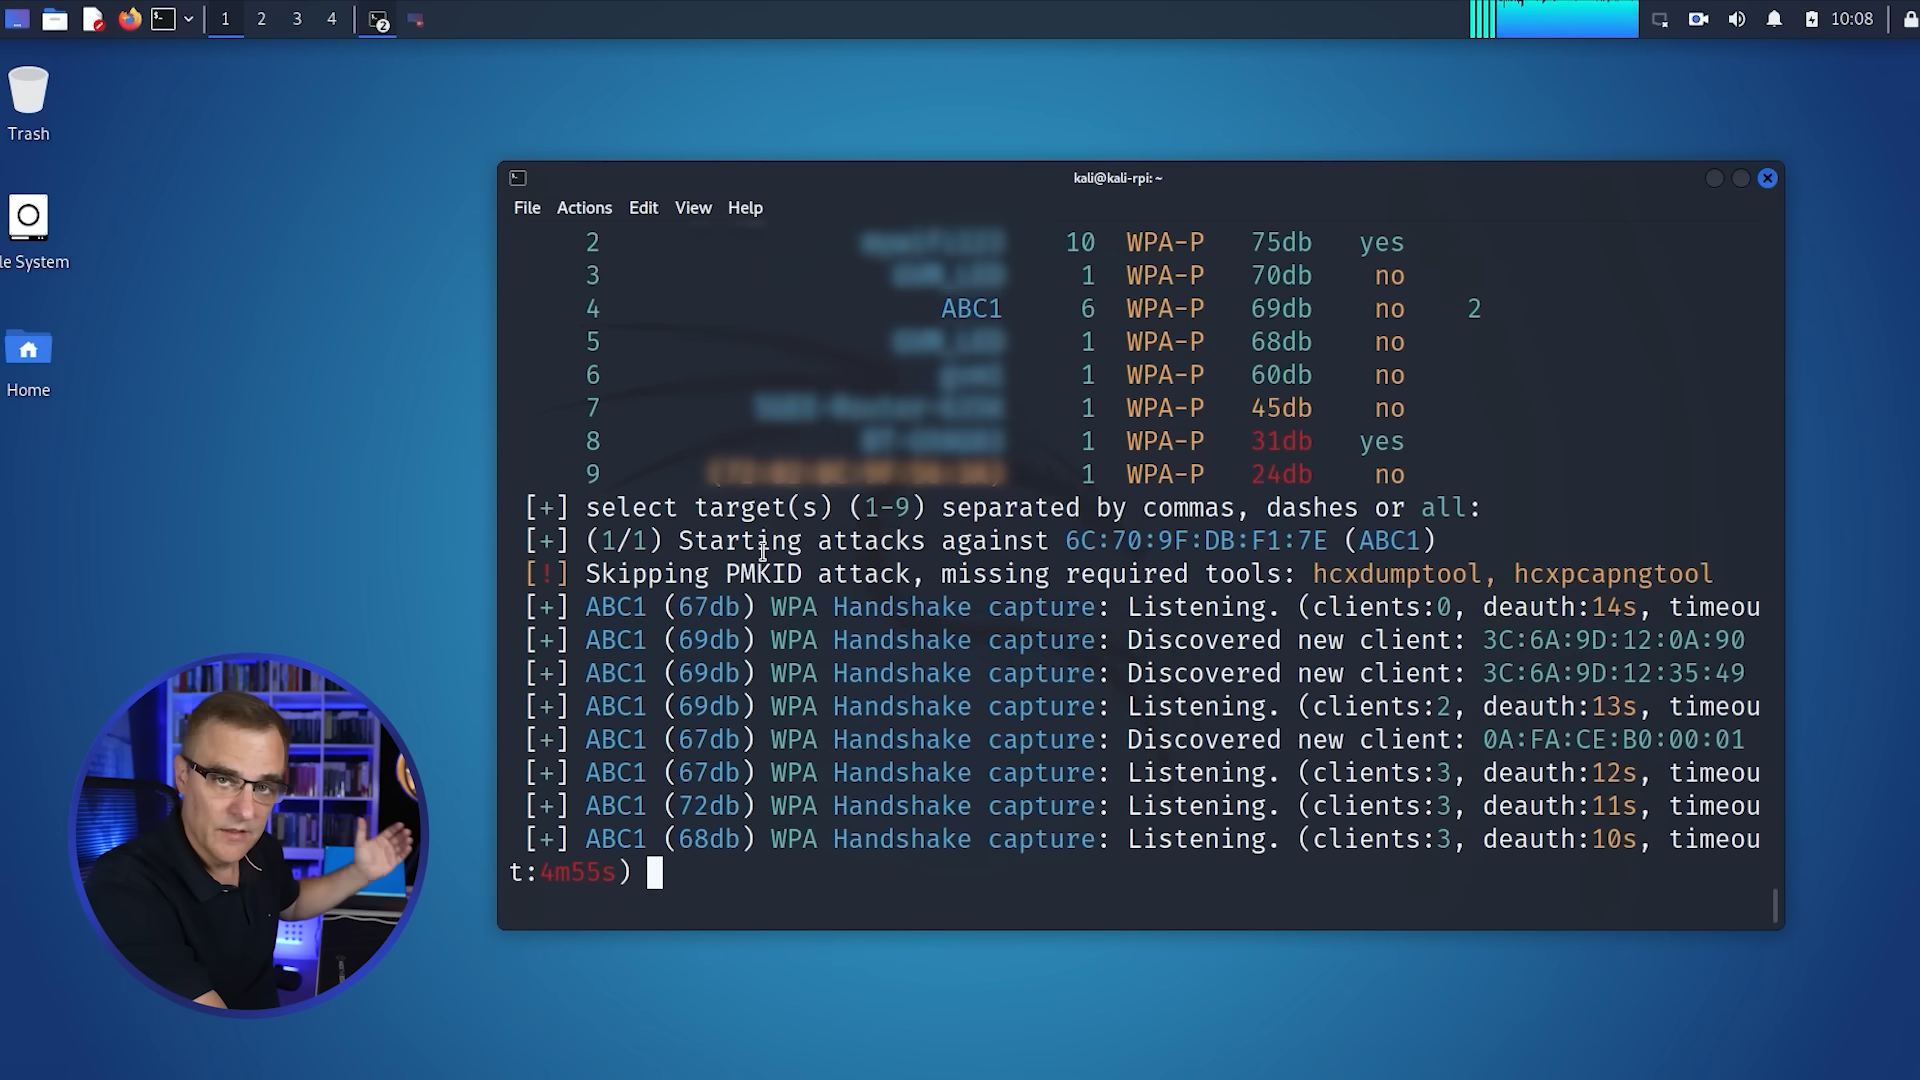 1 2 3 4 2 10:08
Trash
le System
Home
kali@kali-rpi: ~
File Actions Edit View Help
2 10 WPA-P 75db yes
3 1 WPA-P 70db no
4 ABC1 6 WPA-P 69db no 2
5 1 WPA-P 68db no
6 1 WPA-P 60db no
7 1 WPA-P 45db no
8 1 WPA-P 31db yes
9 1 WPA-P 24db no
[+] select target(s) (1-9) separated by commas, dashes or all:
[+] (1/1) Starting attacks against 6C:70:9F:DB:F1:7E (ABC1)
[!] Skipping PMKID attack, missing required tools: hcxdumptool, hcxpcapngtool
[+] ABC1 (67db) WPA Handshake capture: Listening. (clients:0, deauth:14s, timeou
[+] ABC1 (69db) WPA Handshake capture: Discovered new client: 3C:6A:9D:12:0A:90
[+] ABC1 (69db) WPA Handshake capture: Discovered new client: 3C:6A:9D:12:35:49
[+] ABC1 (69db) WPA Handshake capture: Listening. (clients:2, deauth:13s, timeou
[+] ABC1 (67db) WPA Handshake capture: Discovered new client: 0A:FA:CE:B0:00:01
[+] ABC1 (67db) WPA Handshake capture: Listening. (clients:3, deauth:12s, timeou
[+] ABC1 (72db) WPA Handshake capture: Listening. (clients:3, deauth:11s, timeou
[+] ABC1 (68db) WPA Handshake capture: Listening. (clients:3, deauth:10s, timeou
t:4m55s)